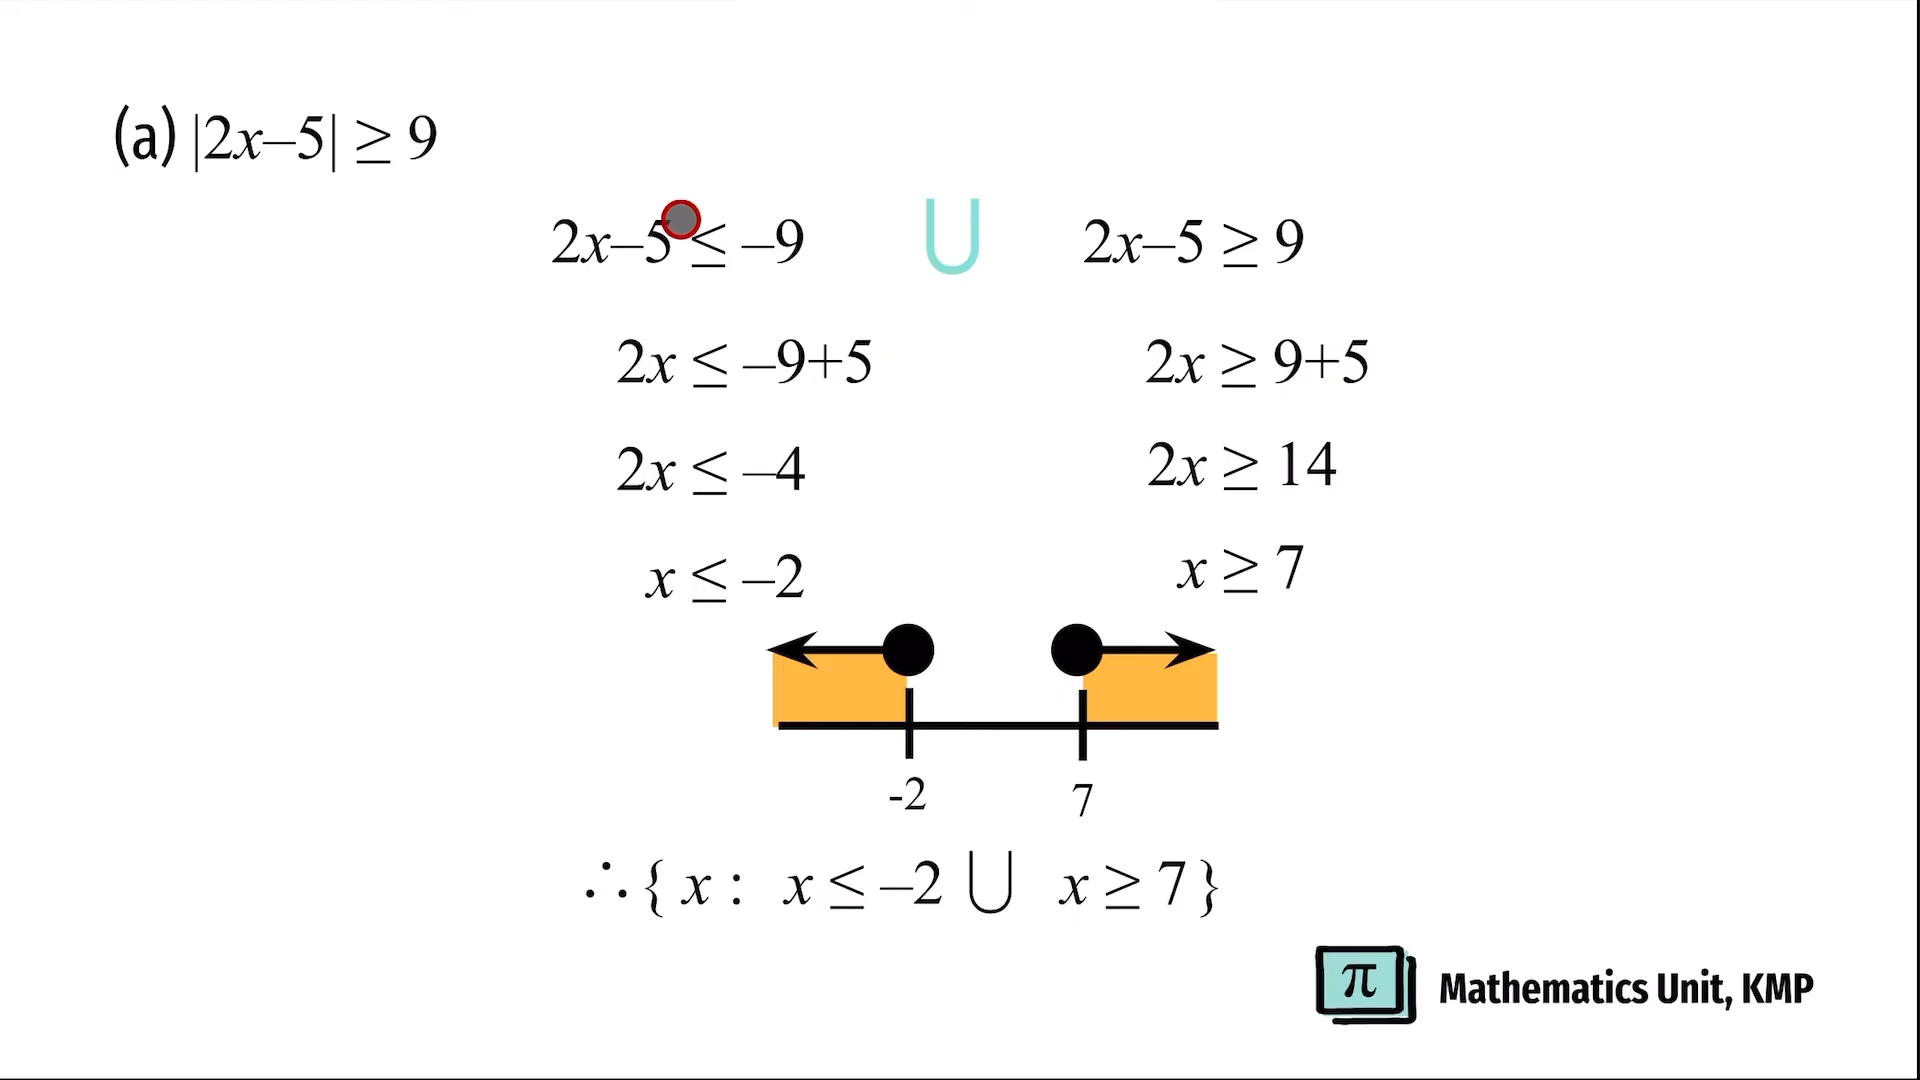 (a) |2x–5| ≥ 9
2x–5 ≤ –9 ∪ 2x–5 ≥ 9
2x ≤ –9+5 2x ≥ 9+5
2x ≤ –4 2x ≥ 14
x ≤ –2 x ≥ 7
-2 7
∴ { x : x ≤ –2 ∪ x ≥ 7 }
π Mathematics Unit, KMP